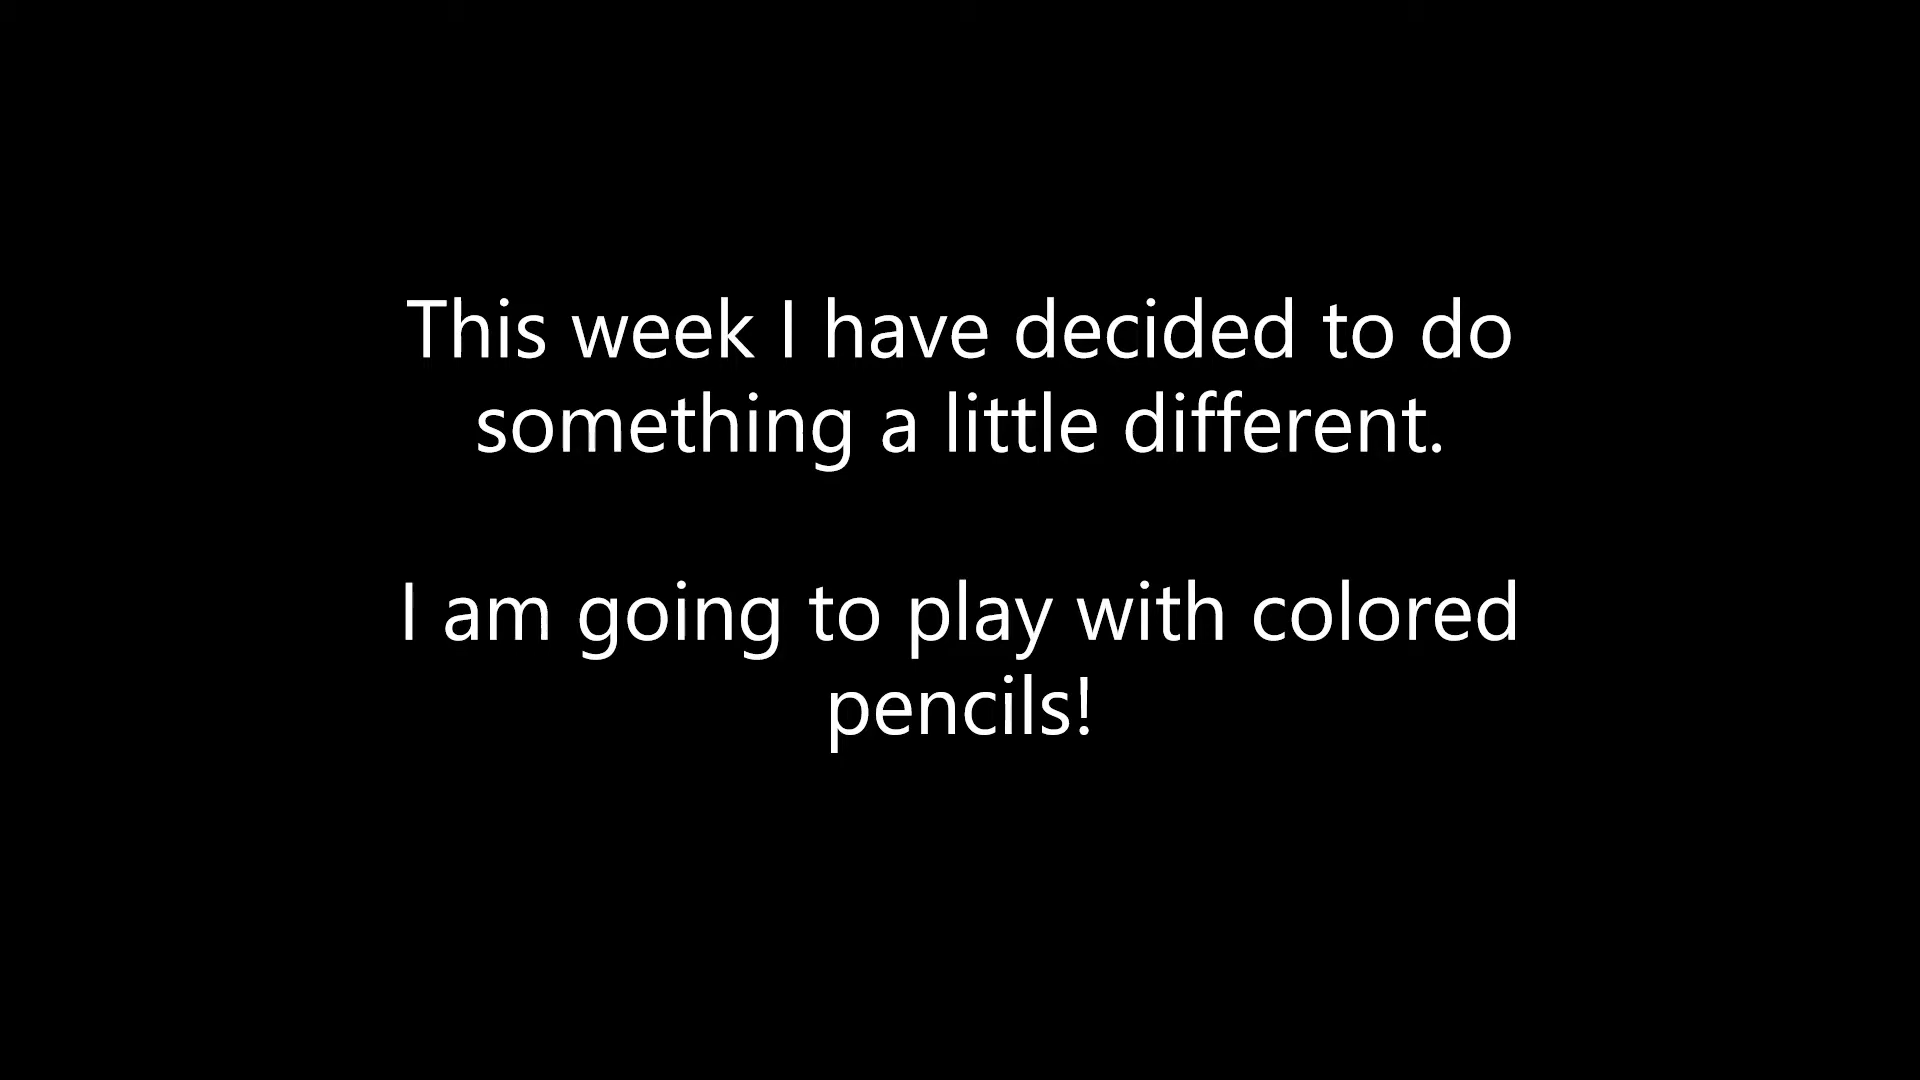 This week I have decided to do
something a little different.
I am going to play with colored
pencils!